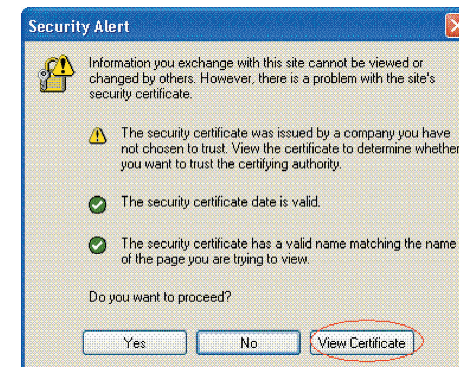 Security Alert
Information you exchange with this site cannot be viewed or
changed by others. However, there is a problem with the site's
security certificate.
The security certificate was issued by a company you have
not chosen to trust. View the certificate to determine whether
you want to trust the certifying authority.
The security certificate date is valid.
The security certificate has a valid name matching the name
of the page you are trying to view.
Do you want to proceed?
Yes No View Certificate